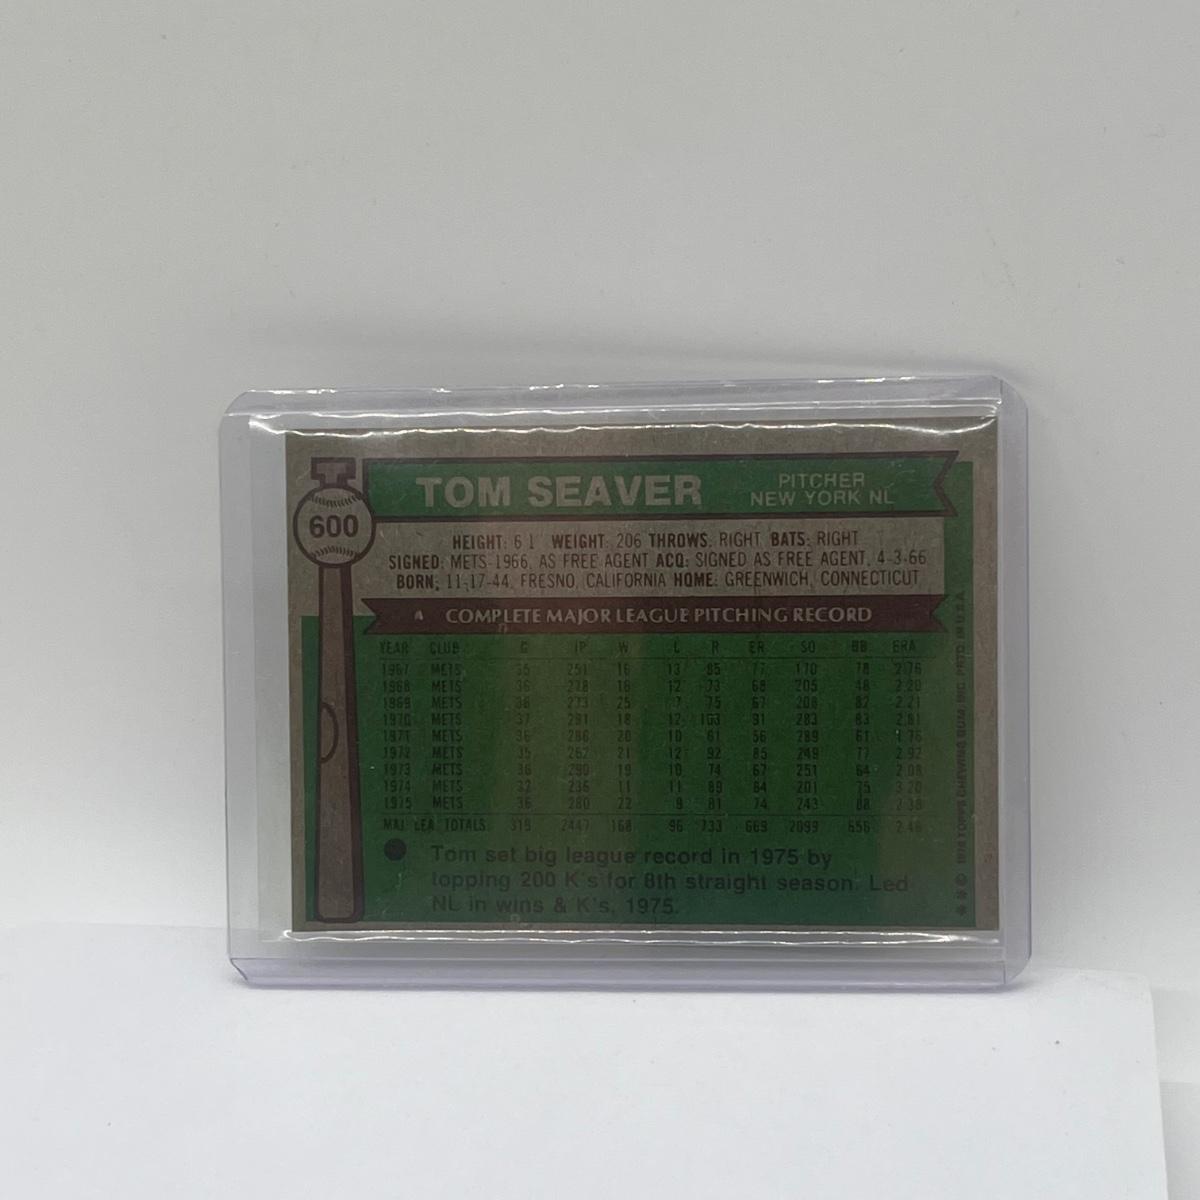 T
600
TOM SEAVER
PITCHER
NEW YORK NL
HEIGHT: 6 1 WEIGHT: 206 THROWS: RIGHT BATS: RIGHT
SIGNED: METS-1966, AS FREE AGENT ACQ: SIGNED AS FREE AGENT, 4-3-66
BORN: 11-17-44, FRESNO, CALIFORNIA HOME: GREENWICH, CONNECTICUT
COMPLETE MAJOR LEAGUE PITCHING RECORD
YEAR CLUB G IP W L R ER SO BB ERA
1967 METS 35 251 16 13 85 77 170 78 2.76
1968 METS 36 278 16 12 73 68 205 48 2.20
1969 METS 36 273 25 7 75 67 208 82 2.21
1970 METS 37 291 18 12 103 91 283 83 2.81
1971 METS 36 286 20 10 61 56 289 61 1.76
1972 METS 35 262 21 12 92 85 249 77 2.92
1973 METS 36 290 19 10 74 67 251 64 2.08
1974 METS 32 236 11 11 89 84 201 75 3.20
1975 METS 36 280 22 9 81 74 243 88 2.38
MAJ. LEA. TOTALS 319 2447 168 96 733 669 2099 656 2.46
Tom set big league record in 1975 by
topping 200 K's for 8th straight season. Led
NL in wins & K's, 1975.
© 1976 TOPPS CHEWING GUM, INC. PRTD. IN U.S.A.